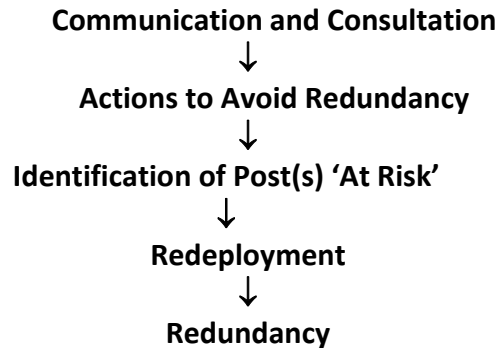 Communication and Consultation
↓
Actions to Avoid Redundancy
↓
Identification of Post(s) ‘At Risk’
↓
Redeployment
↓
Redundancy